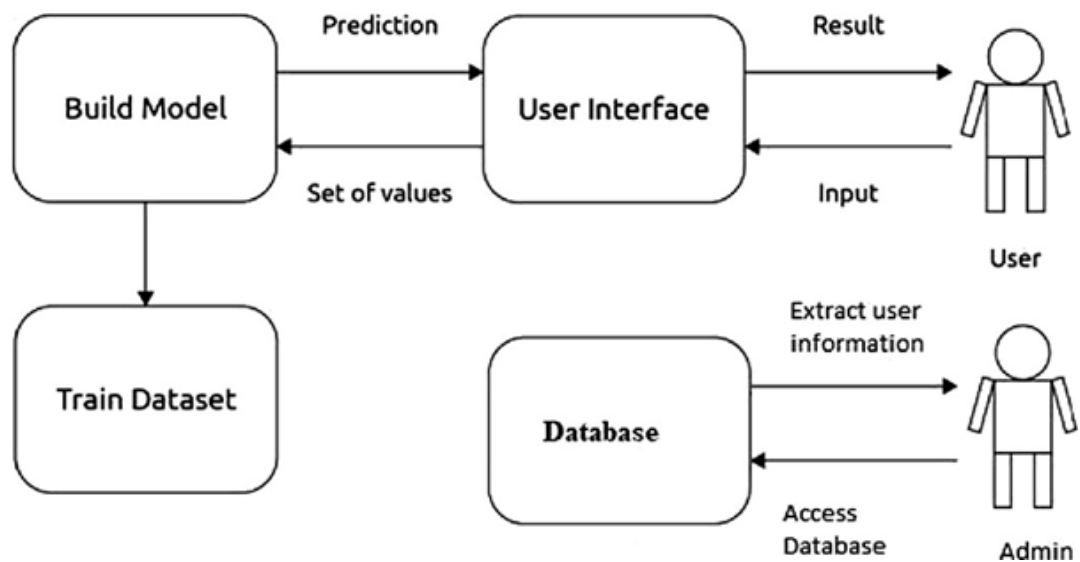 Prediction
Result
Build Model
User Interface
Set of values
Input
User
Extract user
information
Train Dataset
Database
Access
Database
Admin